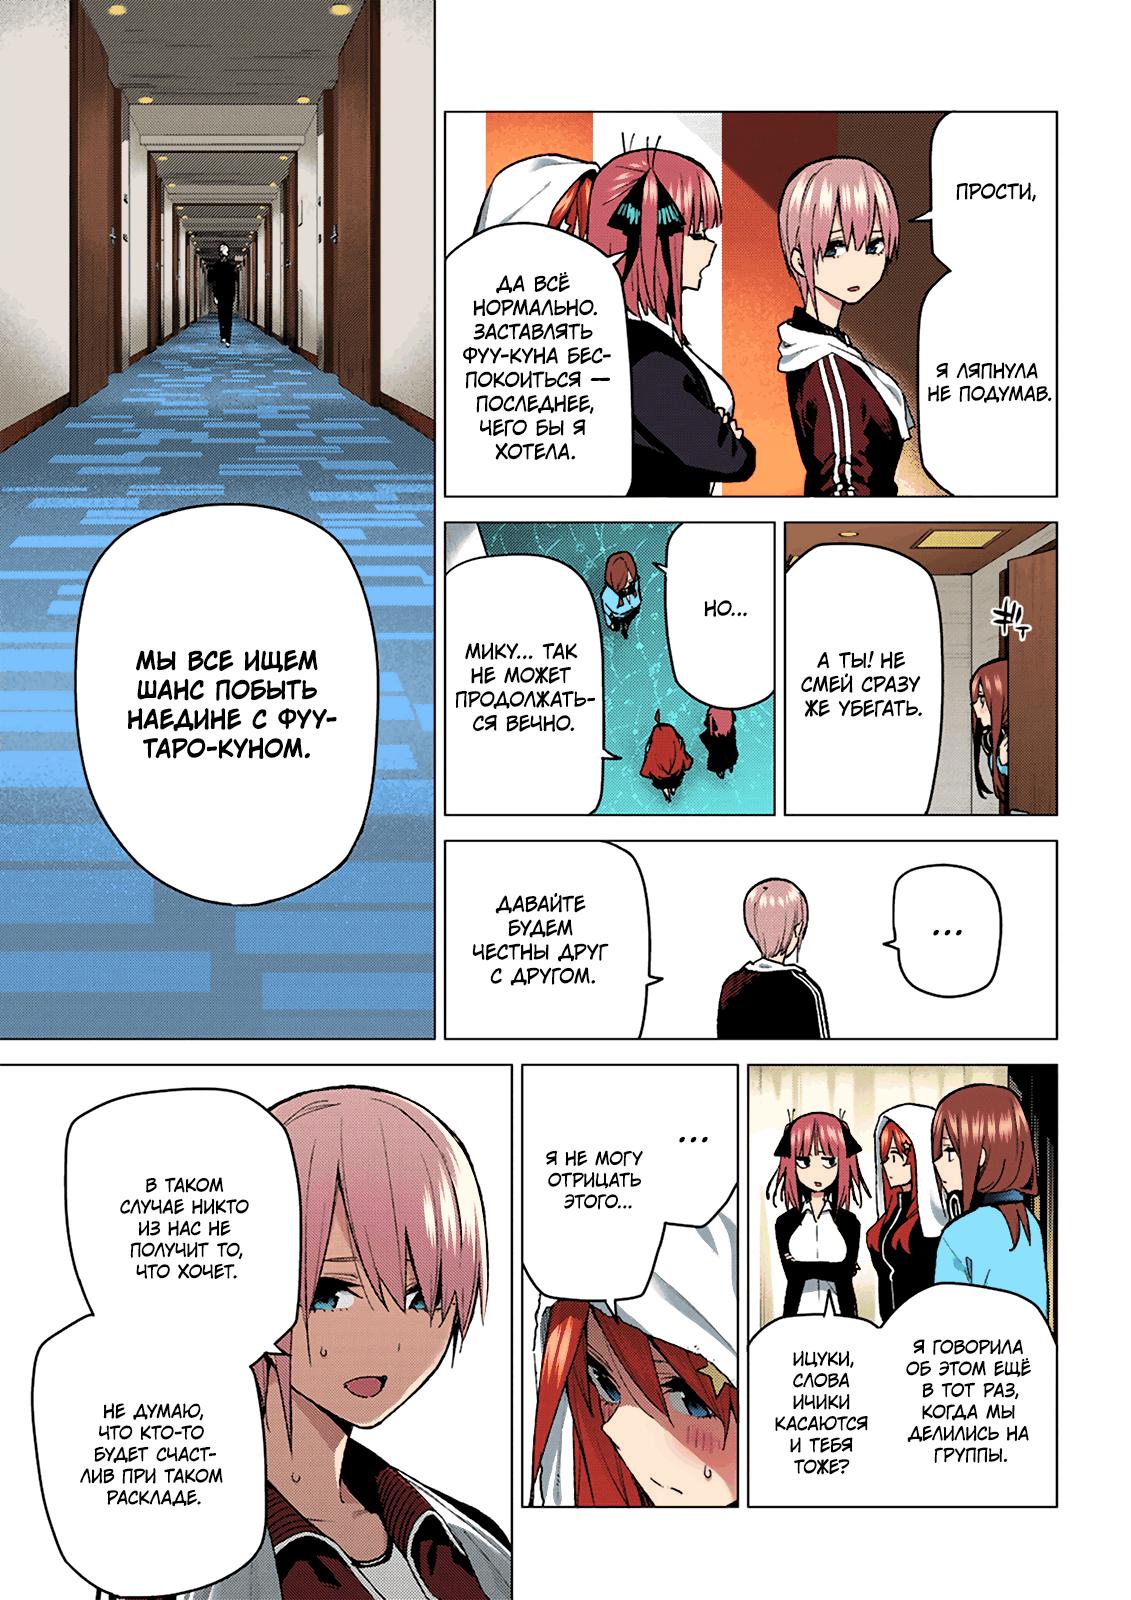 ПРОСТИ,
Я ЛЯПНУЛА
НЕ ПОДУМАВ.
ДА ВСЁ
НОРМАЛЬНО.
ЗАСТАВЛЯТЬ
ФУУ-КУНА БЕС-
ПОКОИТЬСЯ —
ПОСЛЕДНЕЕ,
ЧЕГО БЫ Я
ХОТЕЛА.
А ТЫ! НЕ
СМЕЙ СРАЗУ
ЖЕ УБЕГАТЬ.
НО...
МИКУ... ТАК
НЕ МОЖЕТ
ПРОДОЛЖАТЬ-
СЯ ВЕЧНО.
...
ДАВАЙТЕ
БУДЕМ
ЧЕСТНЫ ДРУГ
С ДРУГОМ.
МЫ ВСЕ ИЩЕМ
ШАНС ПОБЫТЬ
НАЕДИНЕ С ФУУ-
ТАРО-КУНОМ.
Я ГОВОРИЛА
ОБ ЭТОМ ЕЩЁ
В ТОТ РАЗ,
КОГДА МЫ
ДЕЛИЛИСЬ НА
ГРУППЫ.
ИЦУКИ,
СЛОВА
ИЧИКИ
КАСАЮТСЯ
И ТЕБЯ
ТОЖЕ?
...
Я НЕ МОГУ
ОТРИЦАТЬ
ЭТОГО...
В ТАКОМ
СЛУЧАЕ НИКТО
ИЗ НАС НЕ
ПОЛУЧИТ ТО,
ЧТО ХОЧЕТ.
НЕ ДУМАЮ,
ЧТО КТО-ТО
БУДЕТ СЧАСТ-
ЛИВ ПРИ ТАКОМ
РАСКЛАДЕ.